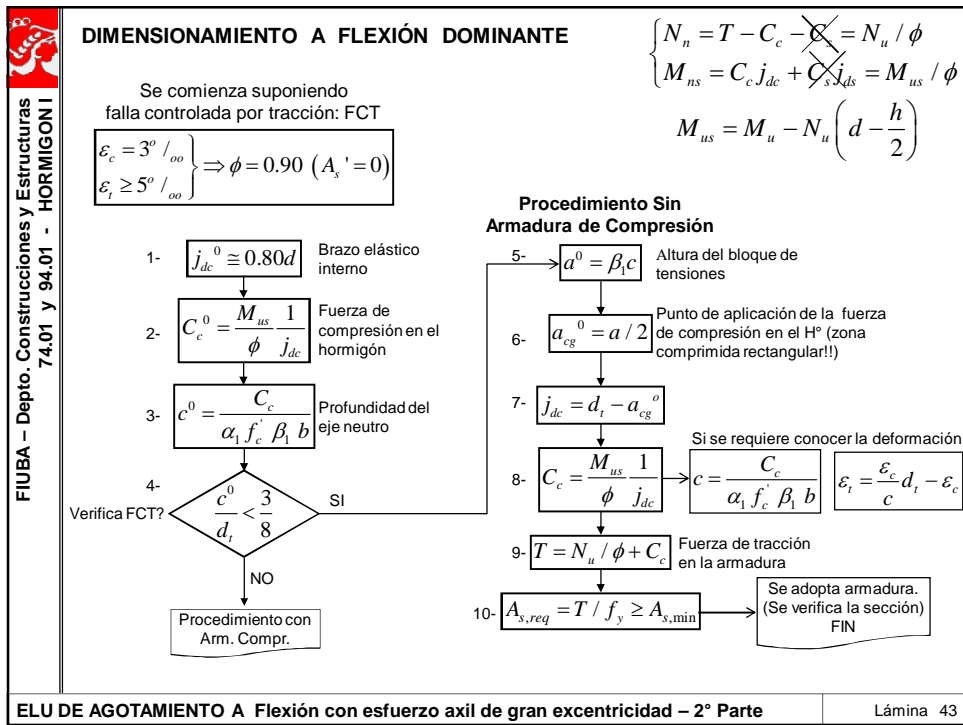 DIMENSIONAMIENTO A FLEXIÓN DOMINANTE
N_n = T − C_c − C_s = N_u / ϕ
M_ns = C_c j_dc + C_s j_ds = M_us / ϕ
M_us = M_u − N_u (d − h/2)
Se comienza suponiendo
falla controlada por tracción: FCT
ε_c = 3° /oo
ε_t ≥ 5° /oo
⇒ ϕ = 0.90 (A_s ' = 0)
FIUBA – Depto. Construcciones y Estructuras
74.01 y 94.01 - HORMIGON I
1-
j_dc^0 ≅ 0.80d
Brazo elástico
interno
2-
C_c^0 = M_us/ϕ 1/j_dc
Fuerza de
compresión en el
hormigón
3-
c^0 = C_c / (α_1 f_c' β_1 b)
Profundidad del
eje neutro
4-
Verifica FCT?
c^0/d_t < 3/8
SI
NO
Procedimiento con
Arm. Compr.
Procedimiento Sin
Armadura de Compresión
5-
a^0 = β_1 c
Altura del bloque de
tensiones
6-
a_cg^0 = a / 2
Punto de aplicación de la fuerza
de compresión en el H° (zona
comprimida rectangular!!)
7-
j_dc = d_t − a_cg^o
8-
C_c = M_us/ϕ 1/j_dc
Si se requiere conocer la deformación
c = C_c / (α_1 f_c' β_1 b)
ε_t = ε_c/c d_t − ε_c
9-
T = N_u / ϕ + C_c
Fuerza de tracción
en la armadura
10-
A_s,req = T / f_y ≥ A_s,min
Se adopta armadura.
(Se verifica la sección)
FIN
ELU DE AGOTAMIENTO A Flexión con esfuerzo axil de gran excentricidad – 2° Parte
Lámina 43